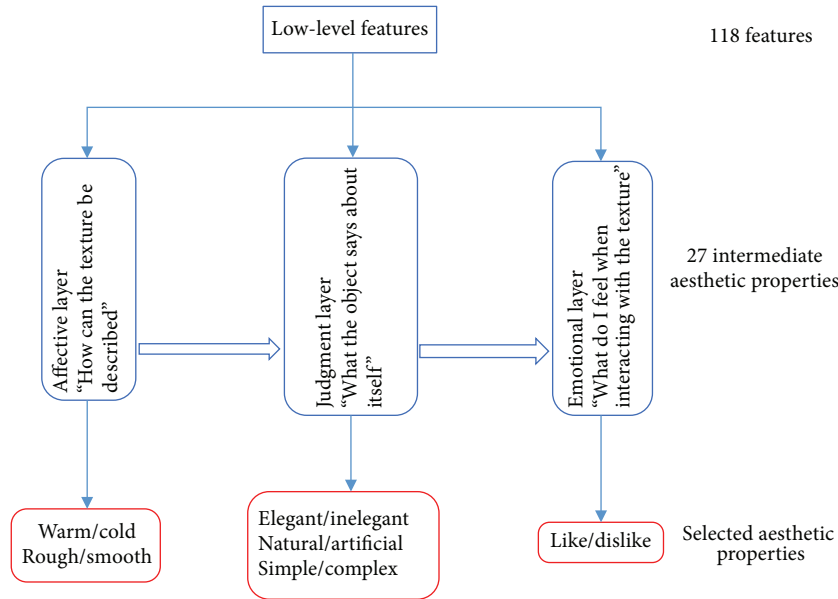 Low-level features
118 features
Affective layer
“How can the texture be
described”
Judgment layer
“What the object says about
itself”
Emotional layer
“What do I feel when
interacting with the texture”
27 intermediate
aesthetic properties
Warm/cold
Rough/smooth
Elegant/inelegant
Natural/artificial
Simple/complex
Like/dislike
Selected aesthetic
properties